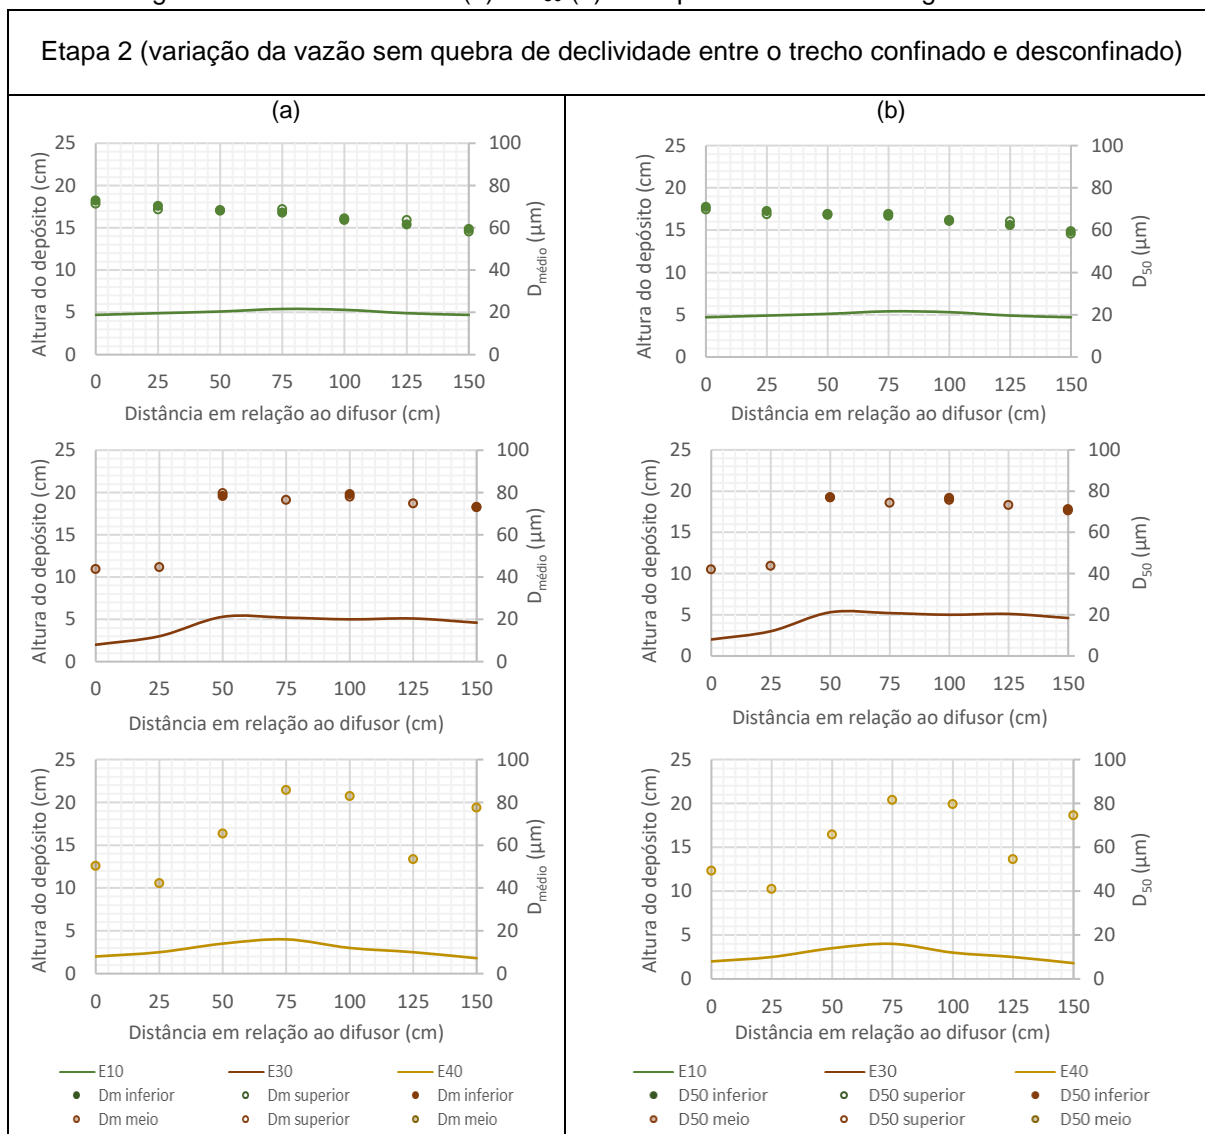 Etapa 2 (variação da vazão sem quebra de declividade entre o trecho confinado e desconfinado)
(a)
25
20
15
10
5
0
Altura do depósito (cm)
100
80
60
40
20
0
Dmédio (µm)
0 25 50 75 100 125 150
Distância em relação ao difusor (cm)
25
20
15
10
5
0
Altura do depósito (cm)
100
80
60
40
20
0
Dmédio (µm)
0 25 50 75 100 125 150
Distância em relação ao difusor (cm)
25
20
15
10
5
0
Altura do depósito (cm)
100
80
60
40
20
0
Dmédio (µm)
0 25 50 75 100 125 150
Distância em relação ao difusor (cm)
E10 E30 E40
Dm inferior Dm superior Dm inferior
Dm meio Dm superior Dm meio
(b)
25
20
15
10
5
0
Altura do depósito (cm)
100
80
60
40
20
0
D50 (µm)
0 25 50 75 100 125 150
Distância em relação ao difusor (cm)
25
20
15
10
5
0
Altura do depósito (cm)
100
80
60
40
20
0
D50 (µm)
0 25 50 75 100 125 150
Distância em relação ao difusor (cm)
25
20
15
10
5
0
Altura do depósito (cm)
100
80
60
40
20
0
D50 (µm)
0 25 50 75 100 125 150
Distância em relação ao difusor (cm)
E10 E30 E40
D50 inferior D50 superior D50 inferior
D50 meio D50 superior D50 meio